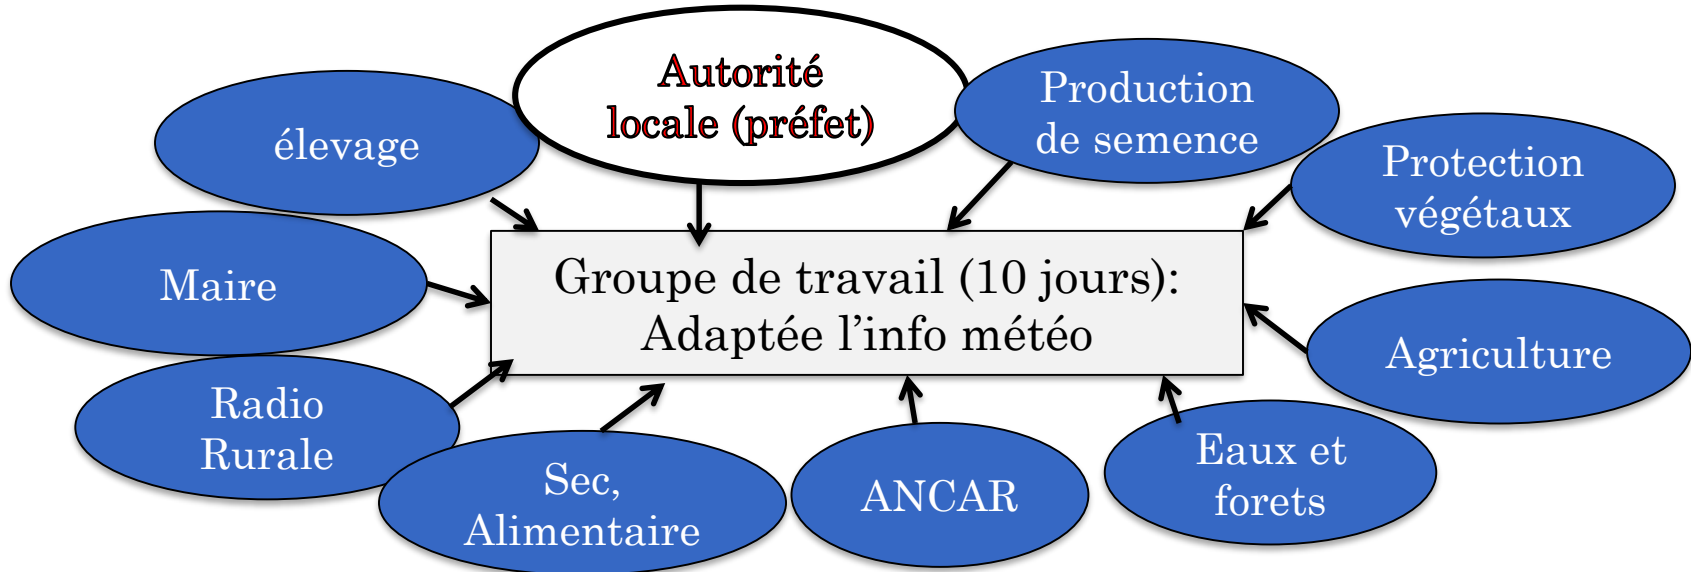 Autorité
locale (préfet)
Production
de semence
élevage
Protection
végétaux
Maire
Groupe de travail (10 jours):
Adaptée l’info météo
Agriculture
Radio
Rurale
Sec,
Alimentaire
ANCAR
Eaux et
forets